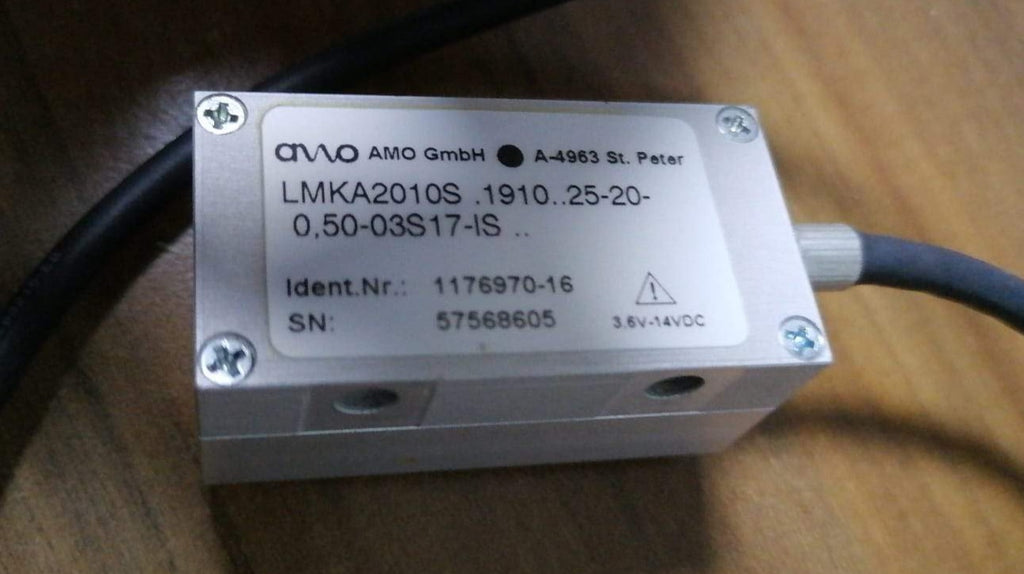 amo AMO GmbH ● A-4963 St. Peter
LMKA2010S .1910..25-20-
0,50-03S17-IS ..
Ident.Nr.: 1176970-16
SN: 57568605 3,6V-14VDC